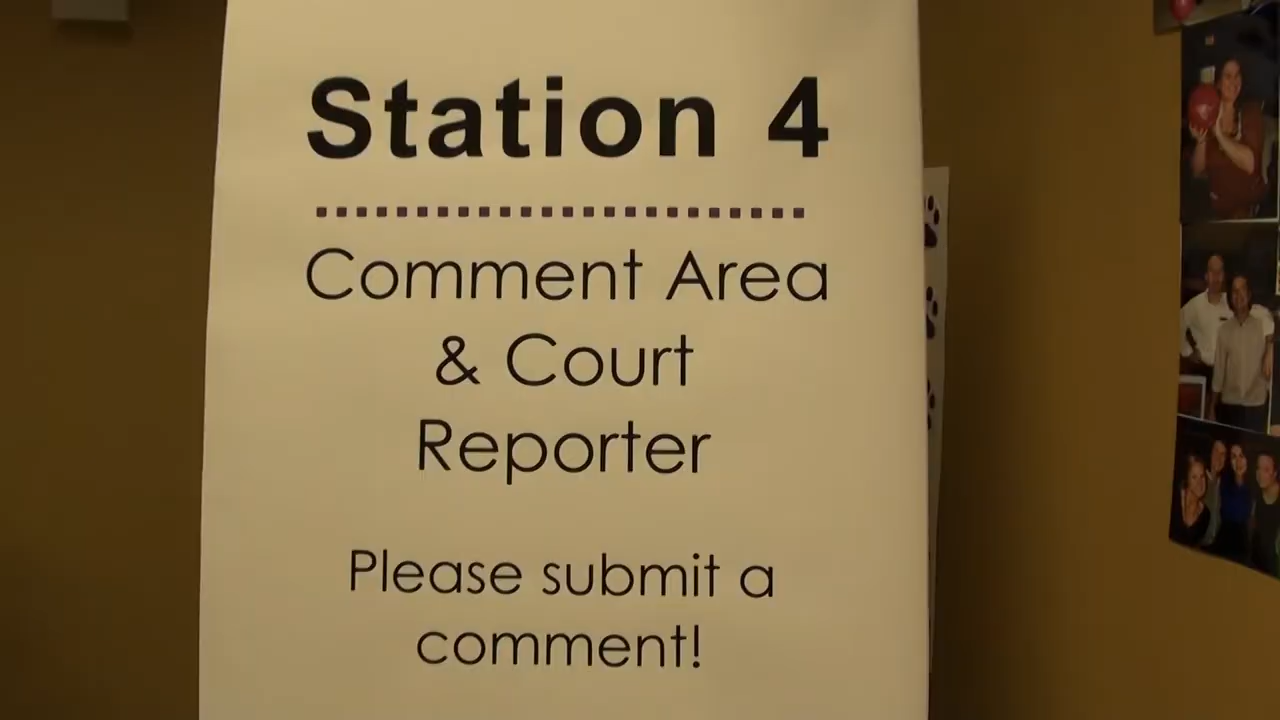 Station 4
Comment Area
& Court
Reporter
Please submit a
comment!